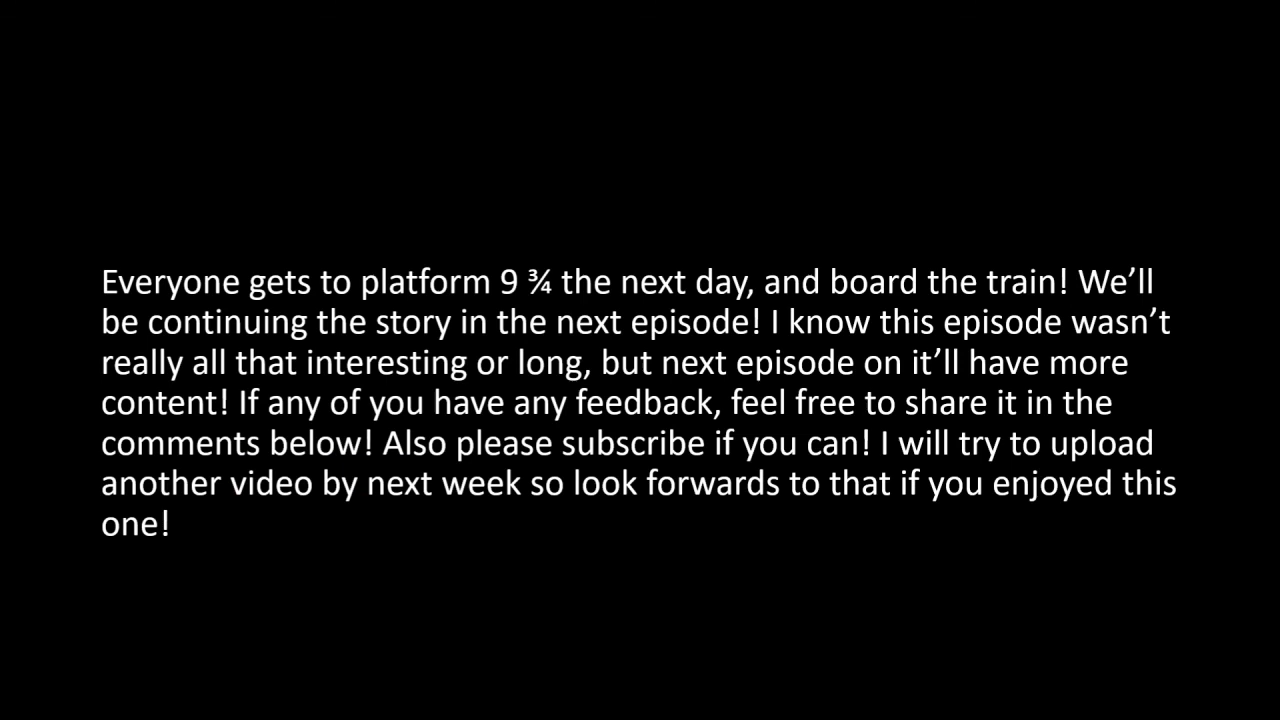 Everyone gets to platform 9 ¾ the next day, and board the train! We’ll
be continuing the story in the next episode! I know this episode wasn’t
really all that interesting or long, but next episode on it’ll have more
content! If any of you have any feedback, feel free to share it in the
comments below! Also please subscribe if you can! I will try to upload
another video by next week so look forwards to that if you enjoyed this
one!